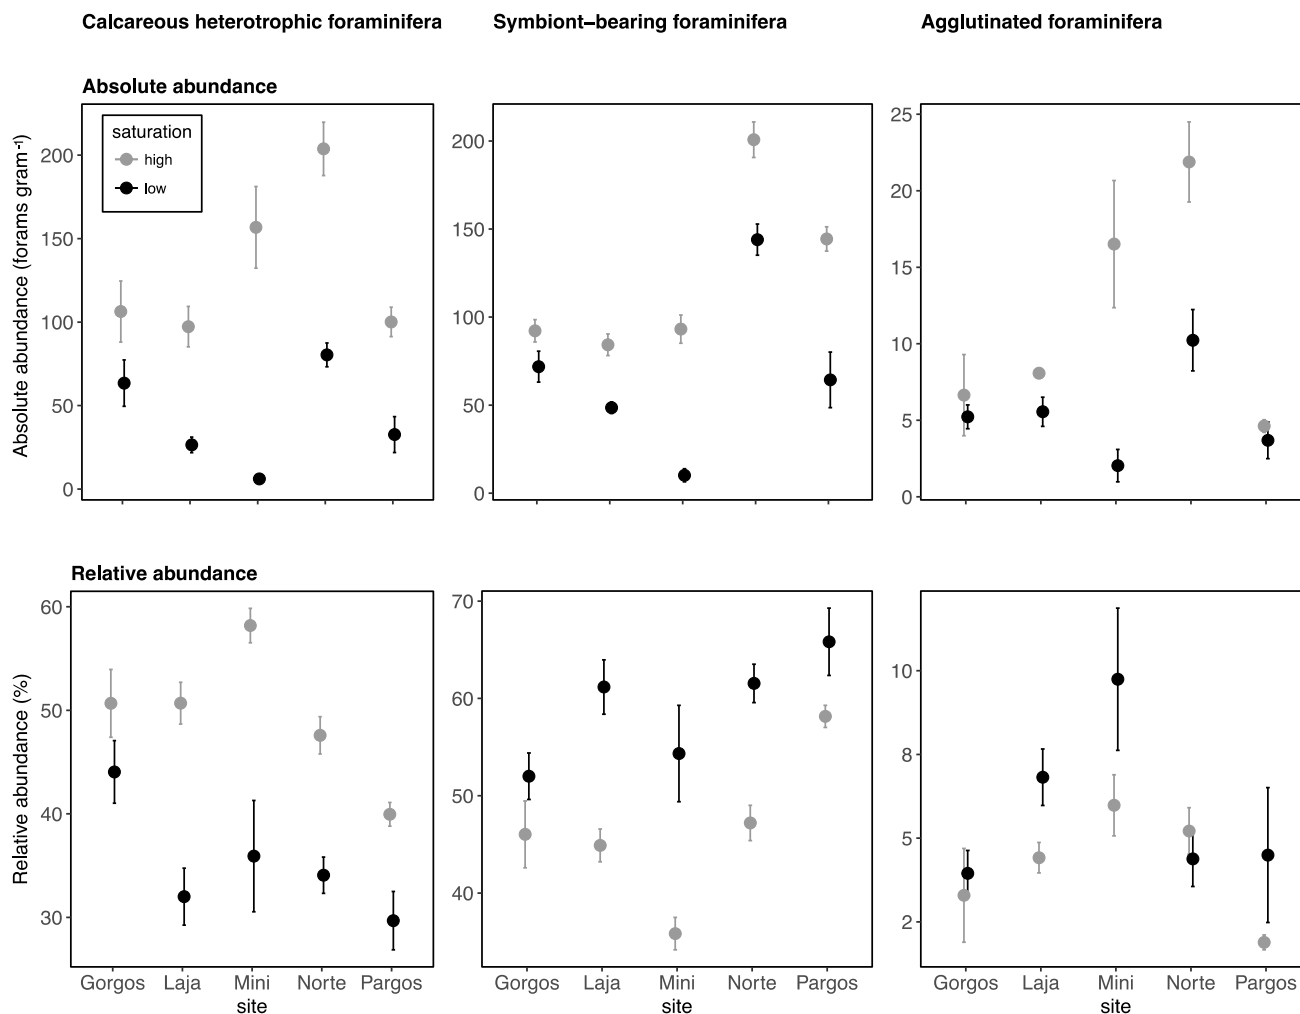 Calcareous heterotrophic foraminifera
Symbiont−bearing foraminifera
Agglutinated foraminifera
Absolute abundance
Absolute abundance (forams gram⁻¹)
200
150
100
50
0
saturation
high
low
200
150
100
50
0
25
20
15
10
5
0
Relative abundance
Relative abundance (%)
60
50
40
30
Gorgos Laja Mini Norte Pargos
site
70
60
50
40
Gorgos Laja Mini Norte Pargos
site
10
8
5
2
Gorgos Laja Mini Norte Pargos
site